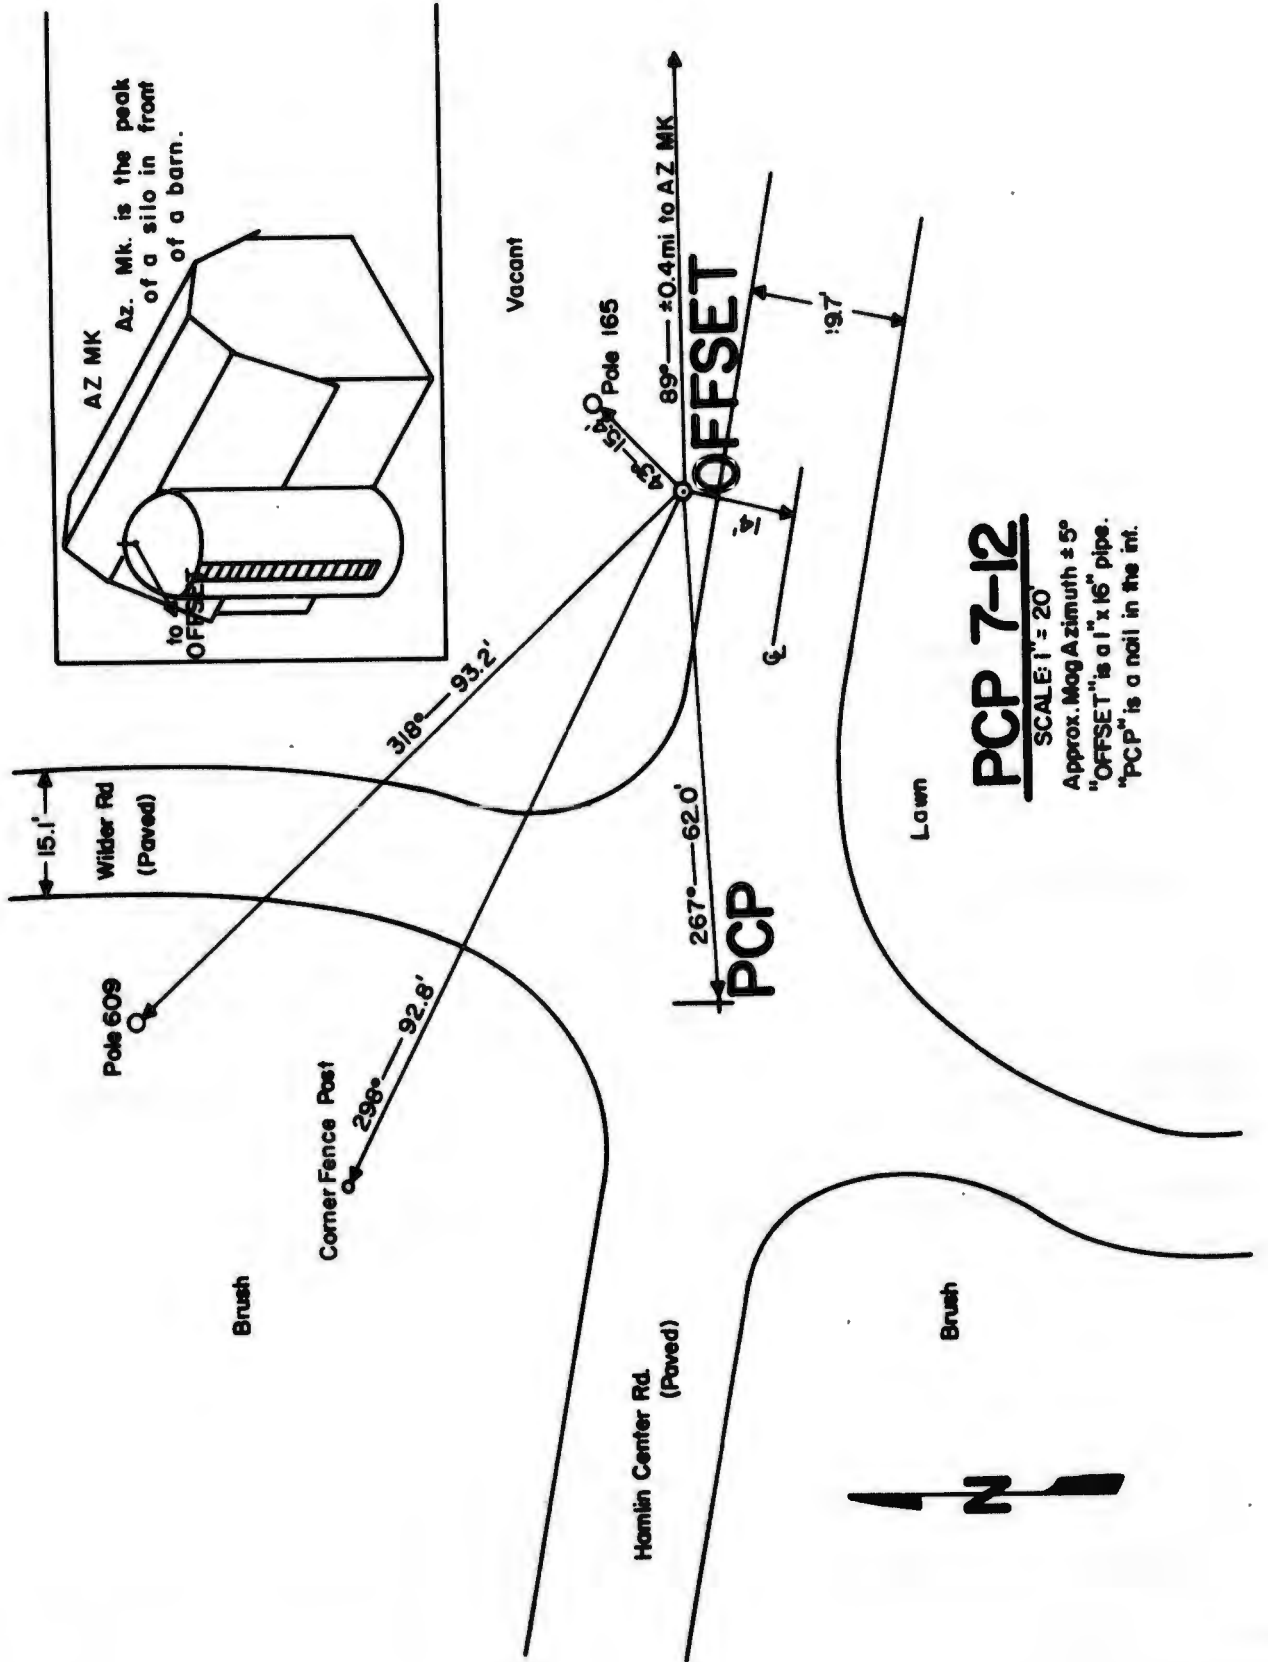 AZ MK
Az. Mk. is the peak
of a silo in front
of a barn.
to
OFFSET
15.1'
Wilder Rd
(Paved)
Pole 609
318° 93.2'
Vacant
Pole 165
15.4'
89° ±0.4mi to AZ MK
OFFSET
14'
19.7'
Corner Fence Post
92.8'
267° 62.0'
PCP
℄
Brush
Hamlin Center Rd.
(Paved)
Lawn
Brush
N
PCP 7-12
SCALE: 1" = 20'
Approx. Mag Azimuth ±5°
"OFFSET" is a 1" x 16" pipe.
"PCP" is a nail in the int.